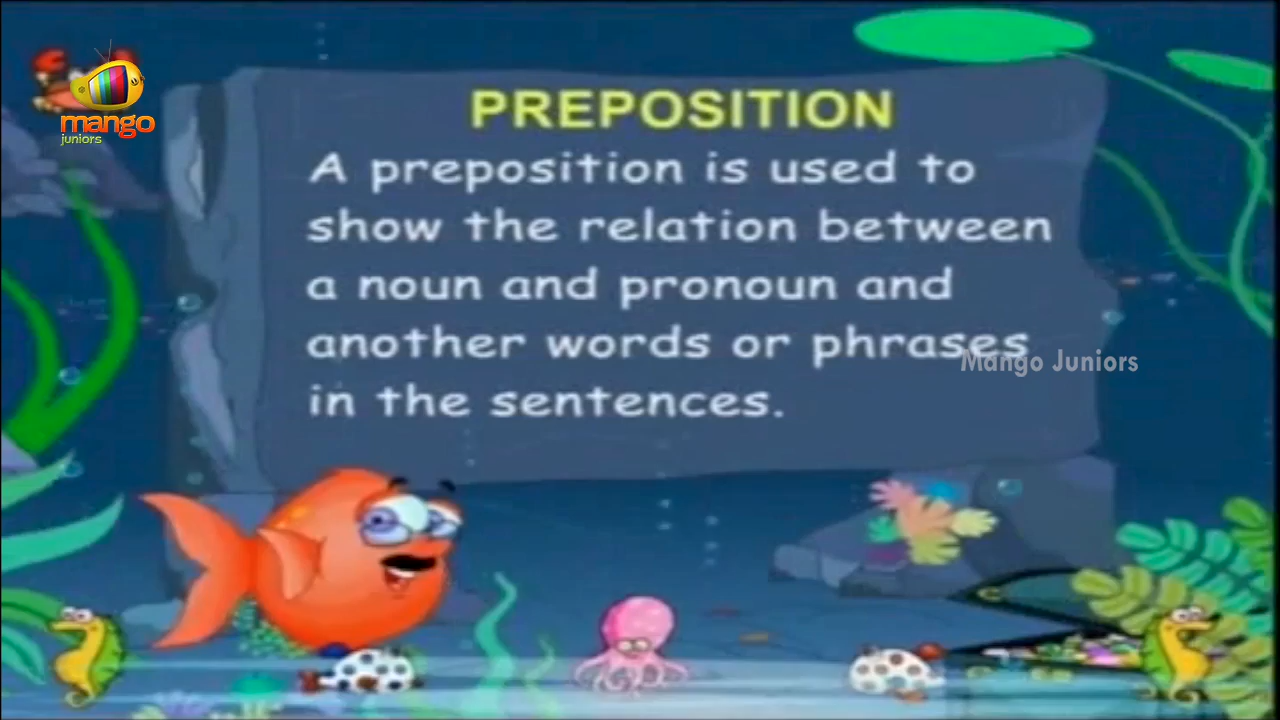 mango
juniors
PREPOSITION
A preposition is used to
show the relation between
a noun and pronoun and
another words or phrases
Mango Juniors
in the sentences.